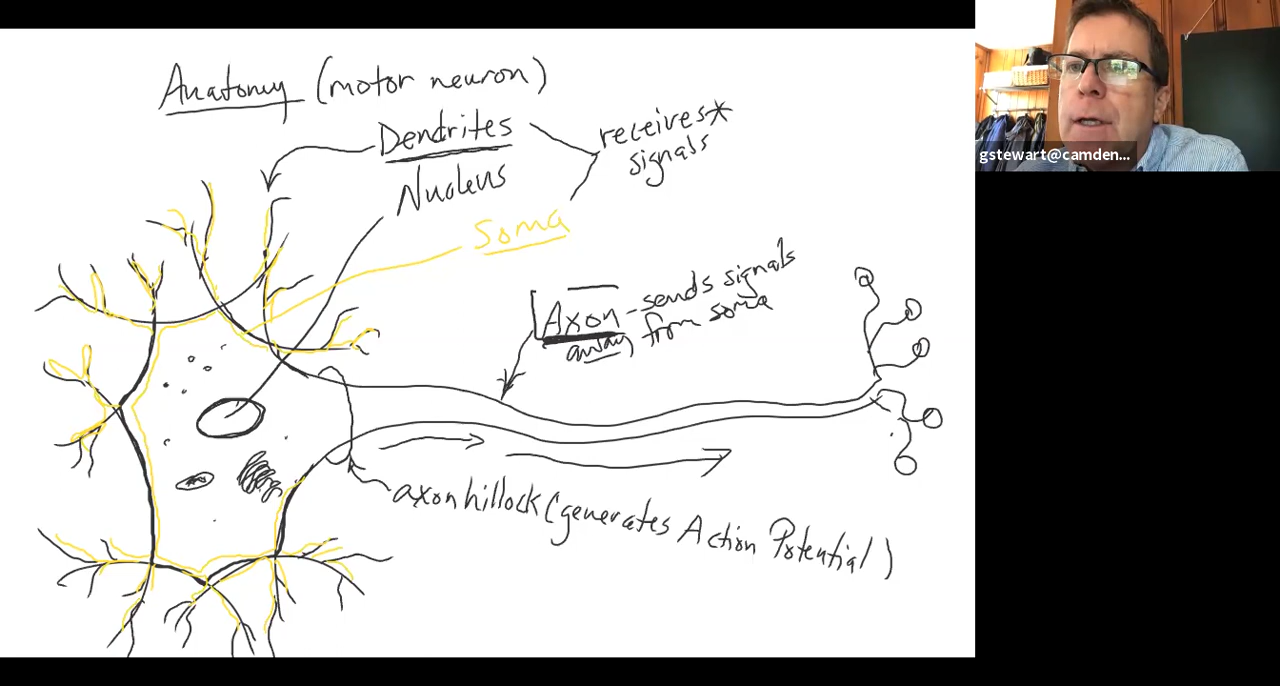 Anatomy (motor neuron)
Dendrites
receives*
signals
Nucleus
Soma
Axon - sends signals
away from soma
axon hillock (generates Action Potential)
gstewart@camden...